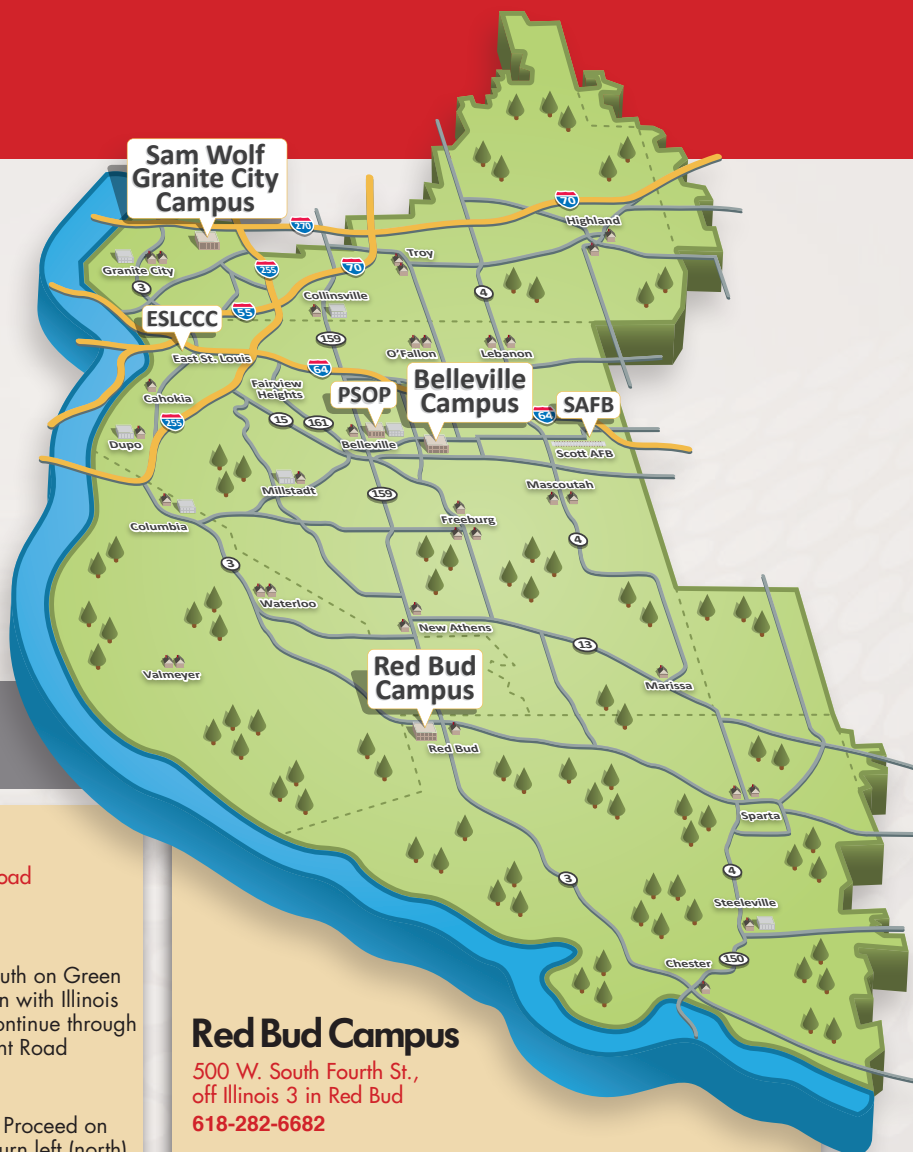 Sam Wolf
Granite City
Campus
270
70
Highland
Granite City
3
255
70
Troy
Collinsville
4
55
ESLCCC
159
East St. Louis
O'Fallon
Lebanon
64
Fairview
Heights
Belleville
Campus
PSOP
SAFB
64
Cahokia
255
15
161
Dupo
Belleville
Scott AFB
Millstadt
159
Mascoutah
Columbia
Freeburg
4
3
Waterloo
New Athens
13
Valmeyer
Red Bud
Campus
Marissa
Red Bud
Sparta
3
4
Steeleville
Chester
150
oad
uth on Green
n with Illinois
ontinue through
nt Road
Proceed on
urn left (north)
Red Bud Campus
500 W. South Fourth St.,
off Illinois 3 in Red Bud
618-282-6682